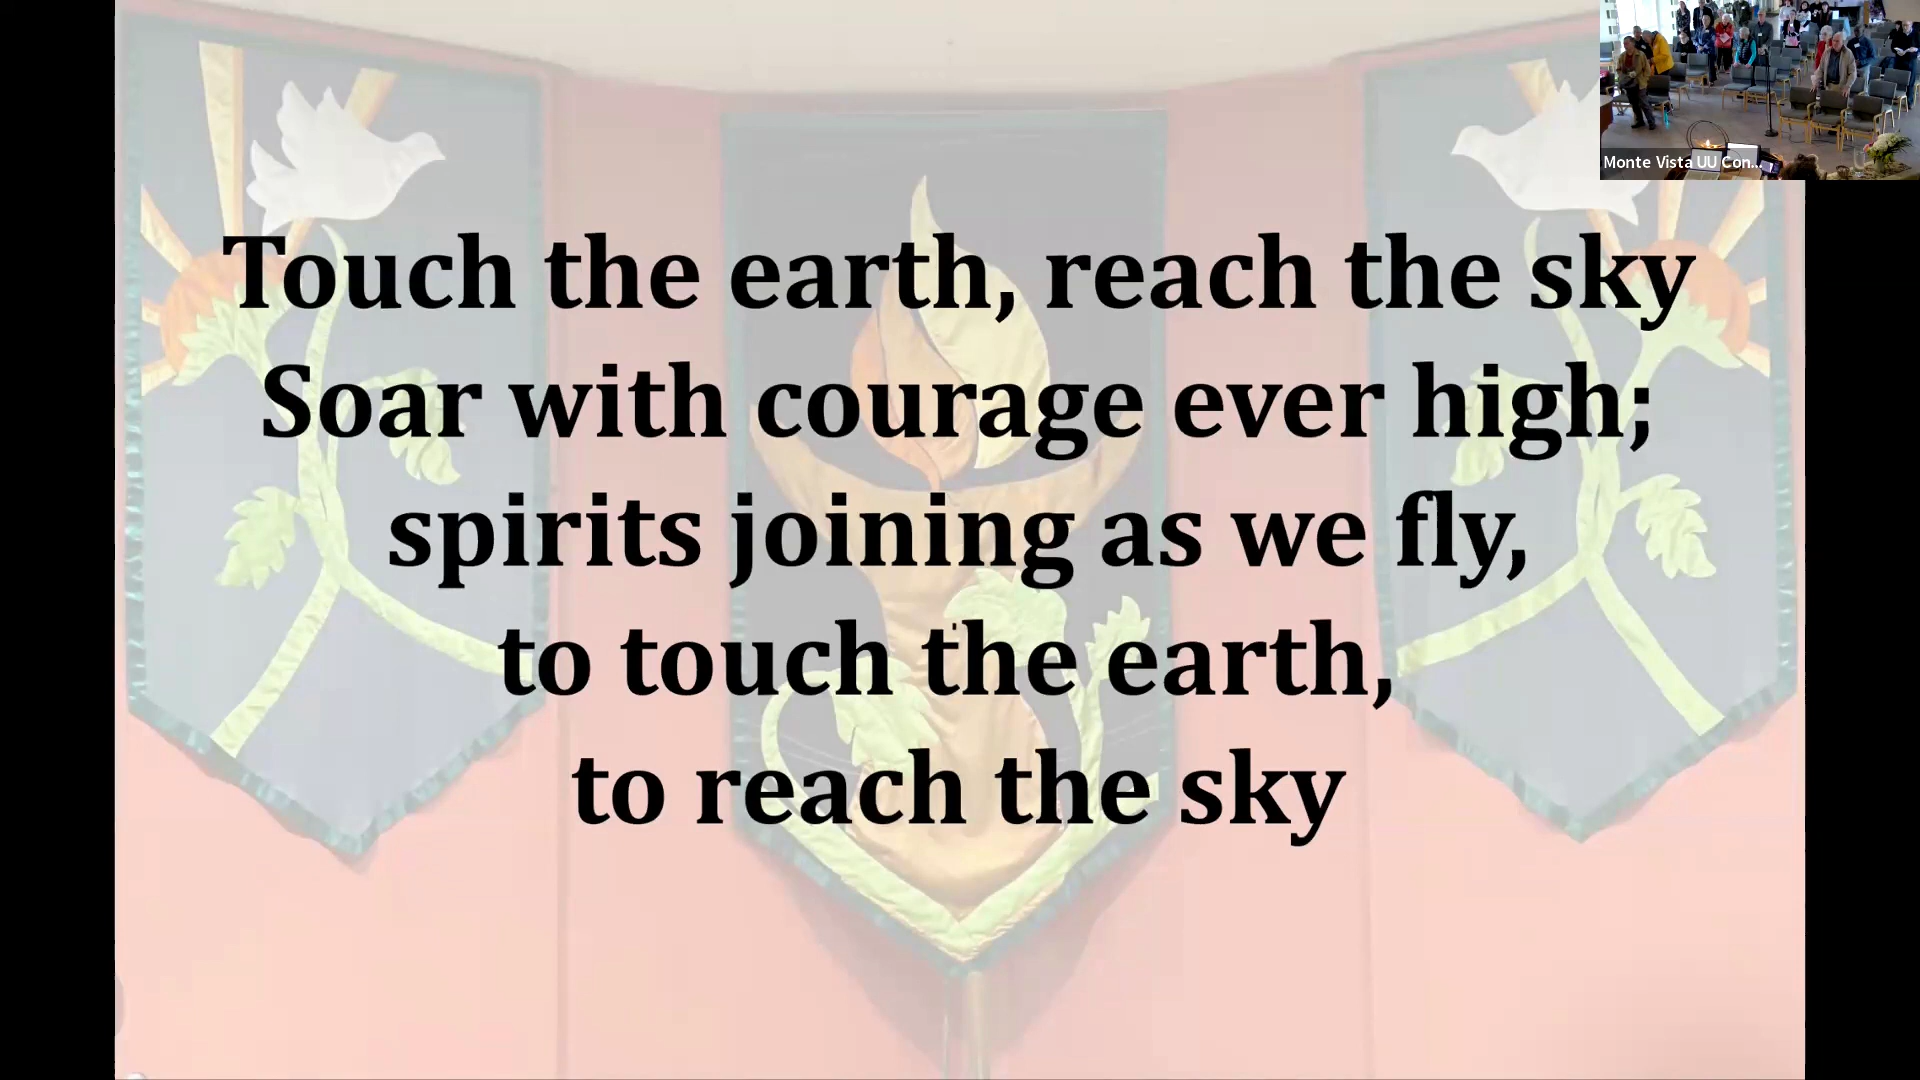 Monte Vista UU Con...
Touch the earth, reach the sky
Soar with courage ever high;
spirits joining as we fly,
to touch the earth,
to reach the sky